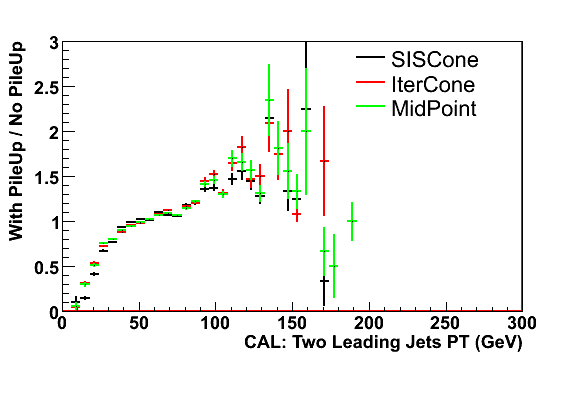 With PileUp / No PileUp
3
2.5
2
1.5
1
0.5
0
SISCone
IterCone
MidPoint
0 50 100 150 200 250 300
CAL: Two Leading Jets PT (GeV)